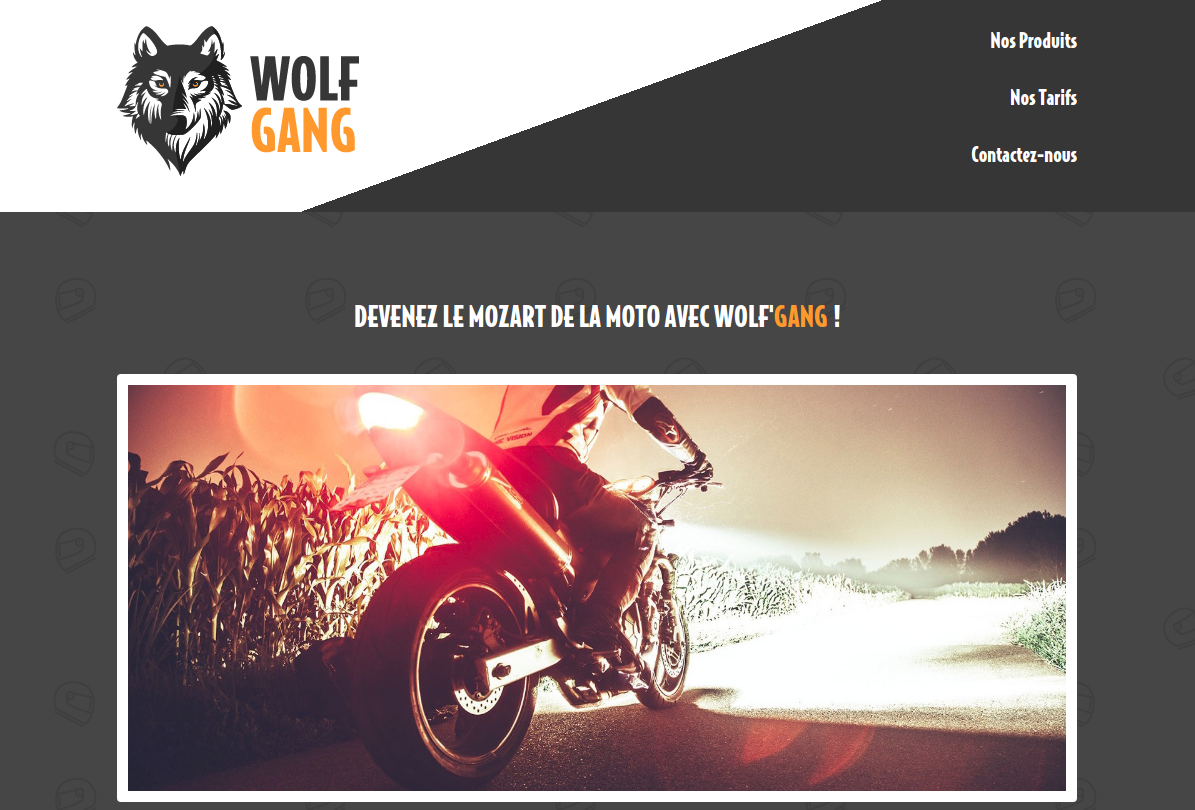 WOLF
GANG
Nos Produits
Nos Tarifs
Contactez-nous
DEVENEZ LE MOZART DE LA MOTO AVEC WOLF'GANG !